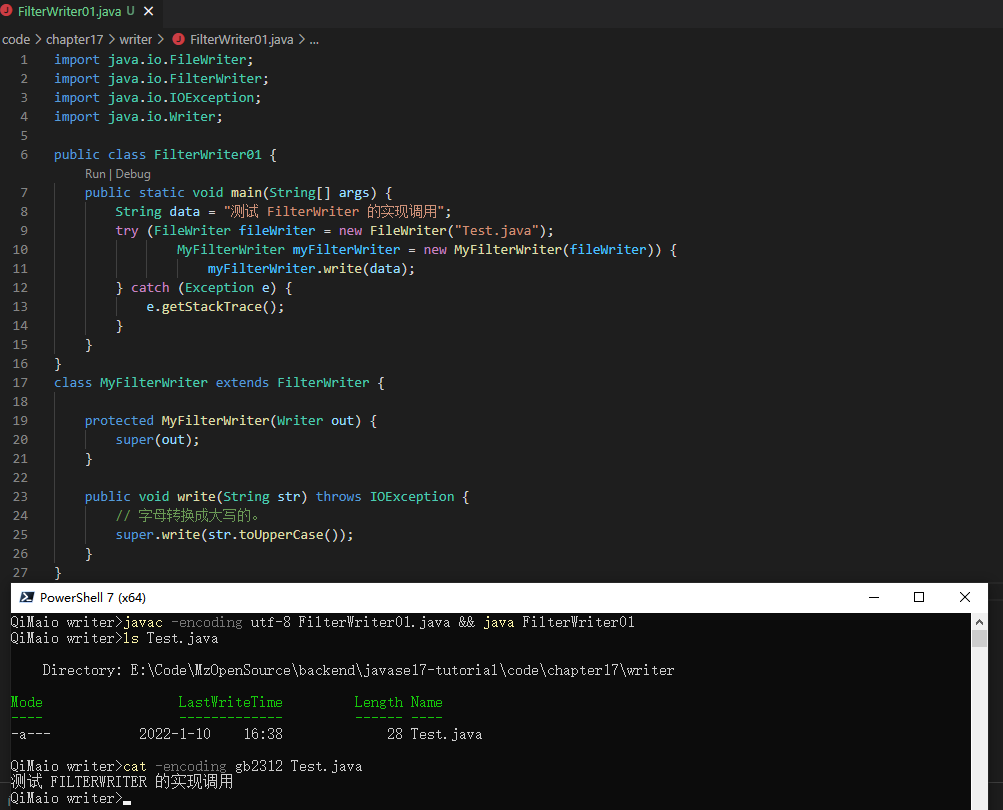 FilterWriter01.java U
code > chapter17 > writer > FilterWriter01.java > ...
1 import java.io.FileWriter;
2 import java.io.FilterWriter;
3 import java.io.IOException;
4 import java.io.Writer;
5
6 public class FilterWriter01 {
Run | Debug
7 public static void main(String[] args) {
8 String data = "测试 FilterWriter 的实现调用";
9 try (FileWriter fileWriter = new FileWriter("Test.java");
10 MyFilterWriter myFilterWriter = new MyFilterWriter(fileWriter)) {
11 myFilterWriter.write(data);
12 } catch (Exception e) {
13 e.getStackTrace();
14 }
15 }
16 }
17 class MyFilterWriter extends FilterWriter {
18
19 protected MyFilterWriter(Writer out) {
20 super(out);
21 }
22
23 public void write(String str) throws IOException {
24 // 字母转换成大写的。
25 super.write(str.toUpperCase());
26 }
27 }
PowerShell 7 (x64)
QiMaio writer>javac -encoding utf-8 FilterWriter01.java && java FilterWriter01
QiMaio writer>ls Test.java
Directory: E:\Code\MzOpenSource\backend\javase17-tutorial\code\chapter17\writer
Mode LastWriteTime Length Name
---- ------------- ------ ----
-a--- 2022-1-10 16:38 28 Test.java
QiMaio writer>cat -encoding gb2312 Test.java
测试 FILTERWRITER 的实现调用
QiMaio writer>